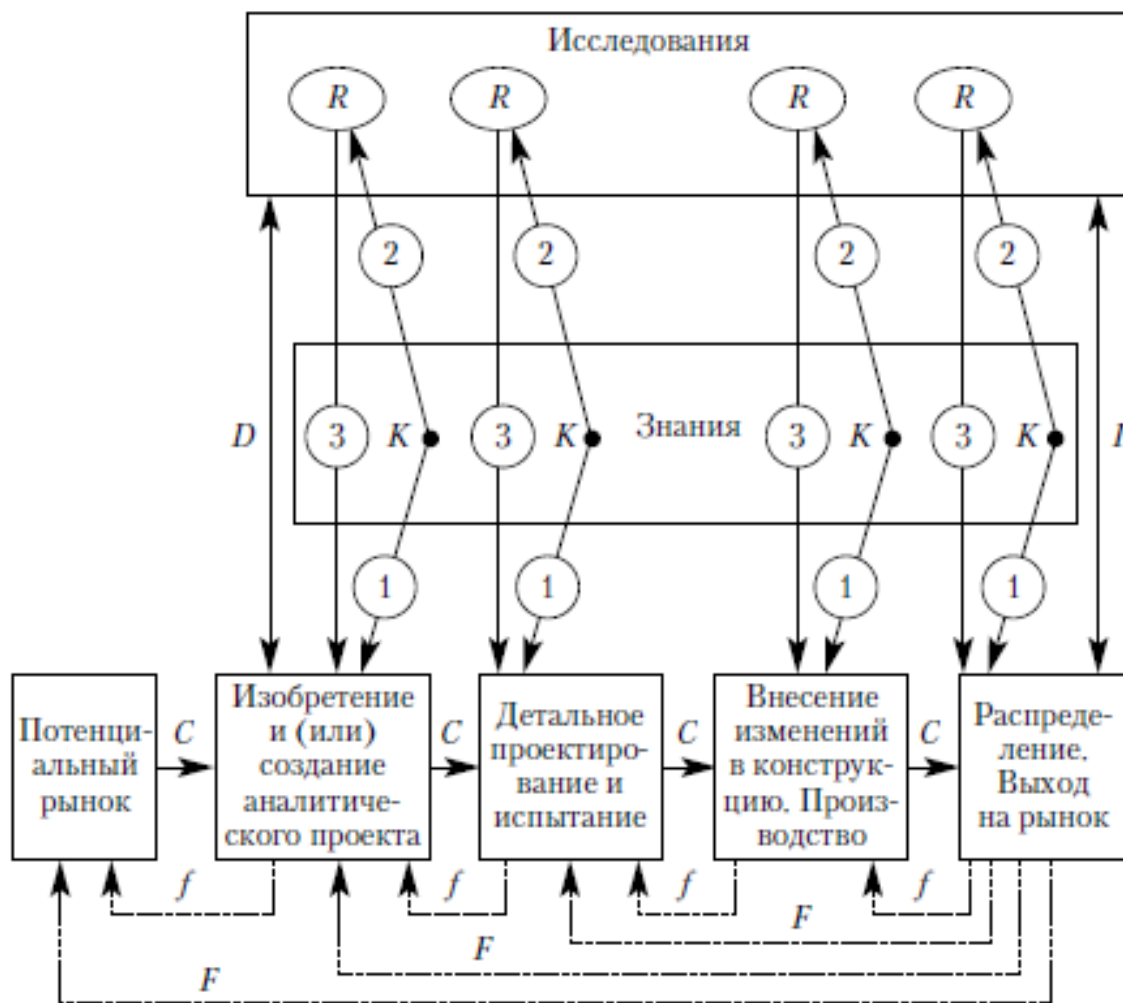 Исследования
R R R R
2 2 2 2
D 3 K 3 K Знания 3 K 3 K I
1 1 1 1
Потенци-
альный
рынок
C
Изобретение
и (или)
создание
аналитиче-
ского проекта
C
Детальное
проектиро-
вание и
испытание
C
Внесение
изменений
в конструк-
цию, Произ-
водство
C
Распреде-
ление,
Выход
на рынок
f f f f
F
F
F